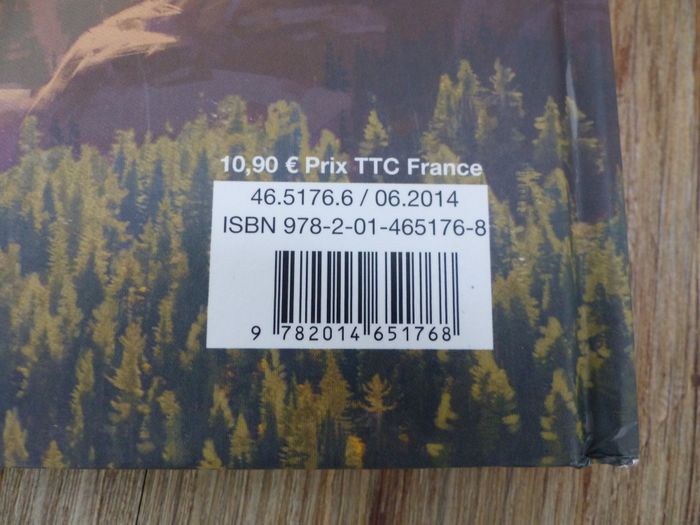 10,90 € Prix TTC France
46.5176.6 / 06.2014
ISBN 978-2-01-465176-8
9 782014 651768